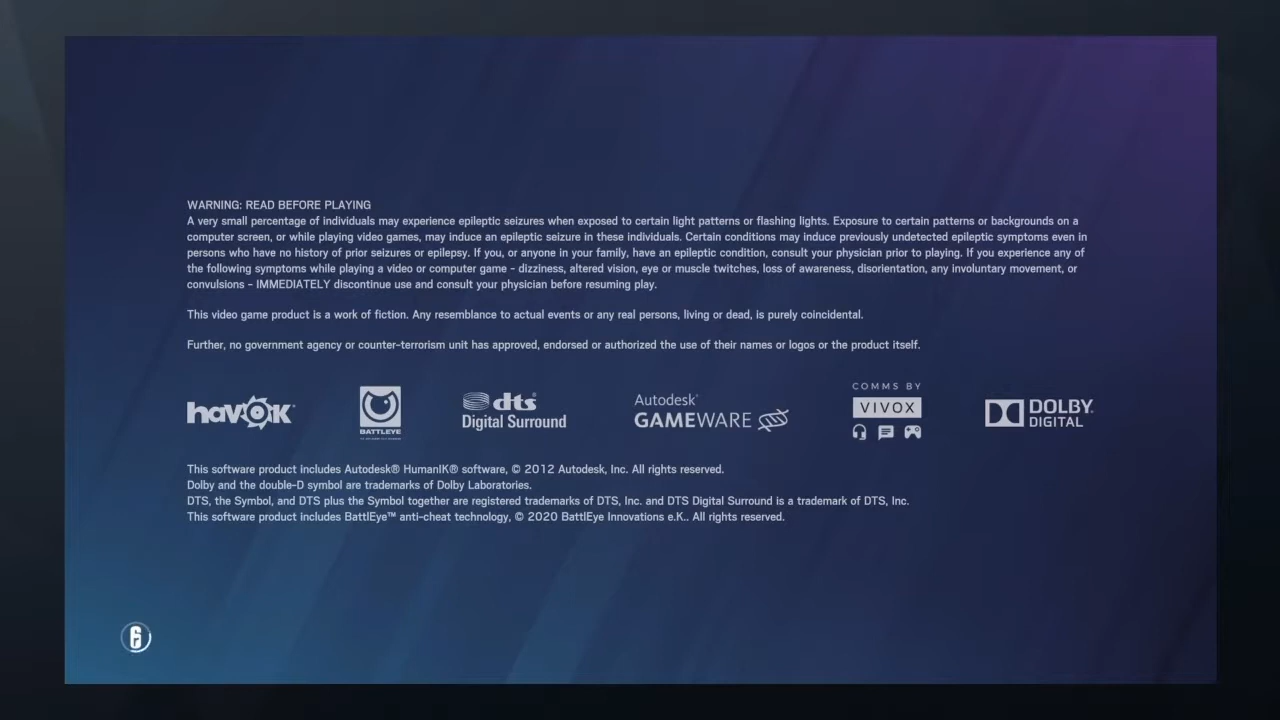 WARNING: READ BEFORE PLAYING
A very small percentage of individuals may experience epileptic seizures when exposed to certain light patterns or flashing lights. Exposure to certain patterns or backgrounds on a
computer screen, or while playing video games, may induce an epileptic seizure in these individuals. Certain conditions may induce previously undetected epileptic symptoms even in
persons who have no history of prior seizures or epilepsy. If you, or anyone in your family, have an epileptic condition, consult your physician prior to playing. If you experience any of
the following symptoms while playing a video or computer game - dizziness, altered vision, eye or muscle twitches, loss of awareness, disorientation, any involuntary movement, or
convulsions - IMMEDIATELY discontinue use and consult your physician before resuming play.
This video game product is a work of fiction. Any resemblance to actual events or any real persons, living or dead, is purely coincidental.
Further, no government agency or counter-terrorism unit has approved, endorsed or authorized the use of their names or logos or the product itself.
havok
BATTLEYE
dts
Digital Surround
Autodesk®
GAMEWARE
COMMS BY
VIVOX
DOLBY
DIGITAL
This software product includes Autodesk® HumanIK® software, © 2012 Autodesk, Inc. All rights reserved.
Dolby and the double-D symbol are trademarks of Dolby Laboratories.
DTS, the Symbol, and DTS plus the Symbol together are registered trademarks of DTS, Inc. and DTS Digital Surround is a trademark of DTS, Inc.
This software product includes BattlEye™ anti-cheat technology, © 2020 BattlEye Innovations e.K.. All rights reserved.
6